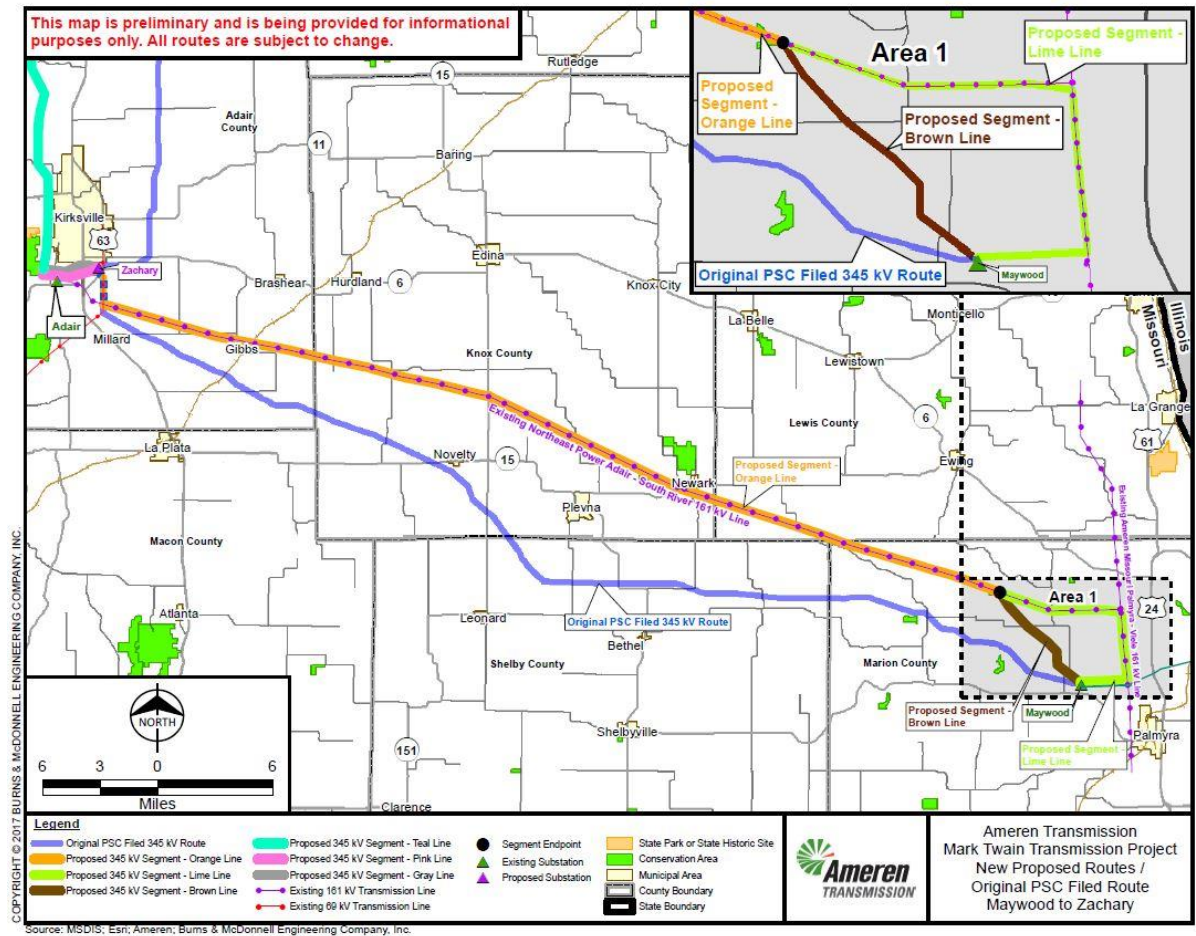 This map is preliminary and is being provided for informational
purposes only. All routes are subject to change.
Area 1
Proposed Segment -
Lime Line
Proposed
Segment -
Orange Line
Proposed Segment -
Brown Line
Original PSC Filed 345 kV Route
Maywood
Rutledge
15
Adair
County
11
Baring
Kirksville
63
Zachary
Edina
Brashear
Hurdland
6
Knox City
Adair
Millard
Gibbs
Knox County
La Belle
Monticello
Illinois
Missouri
Lewistown
La Grange
Lewis County
6
61
Existing Northeast Power Adair - South River 161 kV Line
La Plata
Novelty
15
Ewing
Proposed Segment -
Orange Line
Newark
Plevna
Macon County
Existing Ameren Missouri Palmyra - Viele 161 kV Line
Area 1
24
Atlanta
Leonard
Original PSC Filed 345 kV Route
Bethel
Shelby County
Marion County
Proposed Segment -
Brown Line
Maywood
Palmyra
Proposed Segment -
Lime Line
Shelbyville
151
Clarence
NORTH
6 3 0 6
Miles
Legend
Original PSC Filed 345 kV Route
Proposed 345 kV Segment - Orange Line
Proposed 345 kV Segment - Lime Line
Proposed 345 kV Segment - Brown Line
Proposed 345 kV Segment - Teal Line
Proposed 345 kV Segment - Pink Line
Proposed 345 kV Segment - Gray Line
Existing 161 kV Transmission Line
Existing 69 kV Transmission Line
Segment Endpoint
Existing Substation
Proposed Substation
State Park or State Historic Site
Conservation Area
Municipal Area
County Boundary
State Boundary
Ameren
TRANSMISSION
Ameren Transmission
Mark Twain Transmission Project
New Proposed Routes /
Original PSC Filed Route
Maywood to Zachary
COPYRIGHT © 2017 BURNS & McDONNELL ENGINEERING COMPANY, INC.
Source: MSDIS; Esri; Ameren; Burns & McDonnell Engineering Company, Inc.